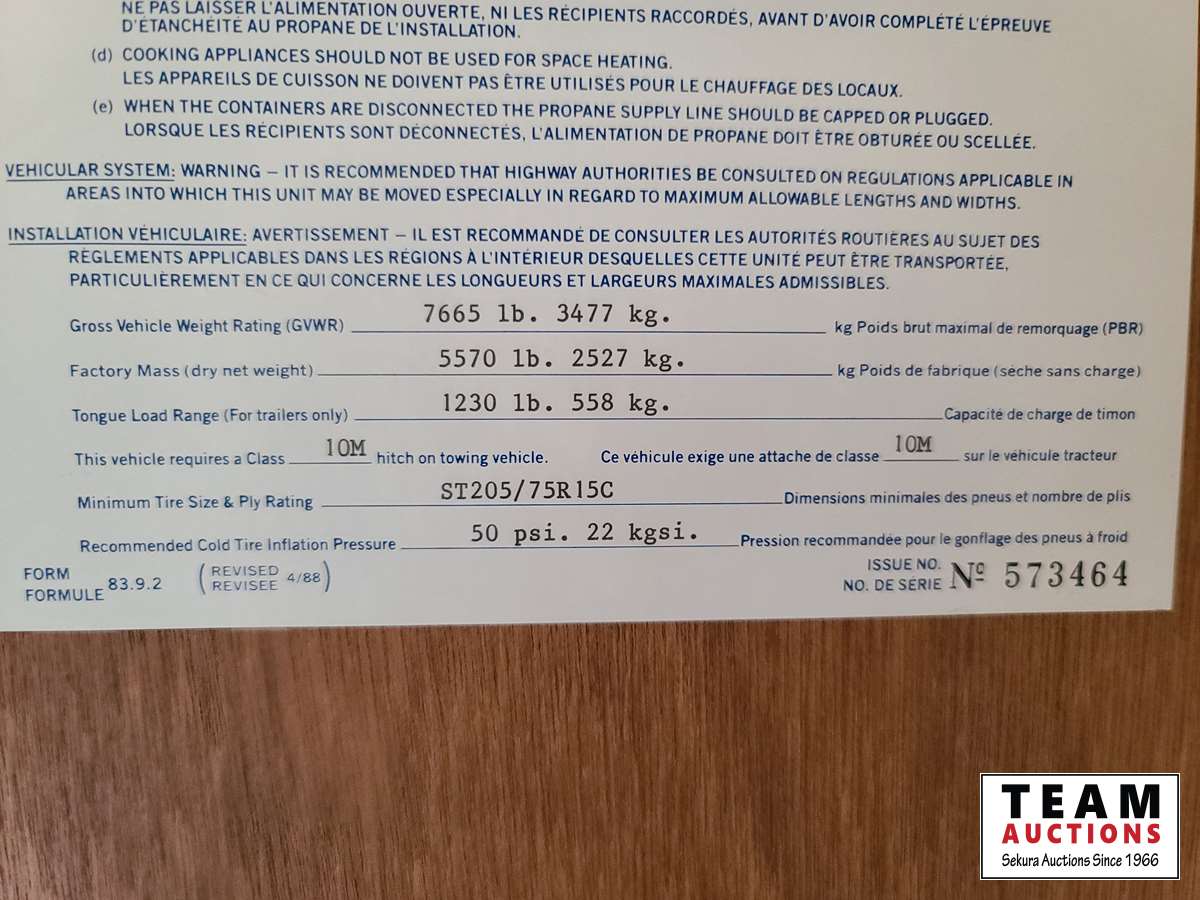 NE PAS LAISSER L'ALIMENTATION OUVERTE, NI LES RÉCIPIENTS RACCORDÉS, AVANT D'AVOIR COMPLÉTÉ L'ÉPREUVE
D'ÉTANCHÉITÉ AU PROPANE DE L'INSTALLATION.
(d) COOKING APPLIANCES SHOULD NOT BE USED FOR SPACE HEATING.
LES APPAREILS DE CUISSON NE DOIVENT PAS ÊTRE UTILISÉS POUR LE CHAUFFAGE DES LOCAUX.
(e) WHEN THE CONTAINERS ARE DISCONNECTED THE PROPANE SUPPLY LINE SHOULD BE CAPPED OR PLUGGED.
LORSQUE LES RÉCIPIENTS SONT DÉCONNECTÉS, L'ALIMENTATION DE PROPANE DOIT ÊTRE OBTURÉE OU SCELLÉE.
VEHICULAR SYSTEM: WARNING – IT IS RECOMMENDED THAT HIGHWAY AUTHORITIES BE CONSULTED ON REGULATIONS APPLICABLE IN
AREAS INTO WHICH THIS UNIT MAY BE MOVED ESPECIALLY IN REGARD TO MAXIMUM ALLOWABLE LENGTHS AND WIDTHS.
INSTALLATION VÉHICULAIRE: AVERTISSEMENT – IL EST RECOMMANDÉ DE CONSULTER LES AUTORITÉS ROUTIÈRES AU SUJET DES
RÈGLEMENTS APPLICABLES DANS LES RÉGIONS À L'INTÉRIEUR DESQUELLES CETTE UNITÉ PEUT ÊTRE TRANSPORTÉE,
PARTICULIÈREMENT EN CE QUI CONCERNE LES LONGUEURS ET LARGEURS MAXIMALES ADMISSIBLES.
Gross Vehicle Weight Rating (GVWR) 7665 lb. 3477 kg. kg Poids brut maximal de remorquage (PBR)
Factory Mass (dry net weight) 5570 lb. 2527 kg. kg Poids de fabrique (séche sans charge)
Tongue Load Range (For trailers only) 1230 lb. 558 kg. Capacité de charge de timon
This vehicle requires a Class 10M hitch on towing vehicle. Ce véhicule exige une attache de classe 10M sur le véhicule tracteur
Minimum Tire Size & Ply Rating ST205/75R15C Dimensions minimales des pneus et nombre de plis
Recommended Cold Tire Inflation Pressure 50 psi. 22 kgsi. Pression recommandée pour le gonflage des pneus à froid
FORM
FORMULE 83.9.2 (REVISED
REVISEE 4/88)
ISSUE NO.
NO. DE SÉRIE Nº 573464
TEAM
AUCTIONS
Sekura Auctions Since 1966